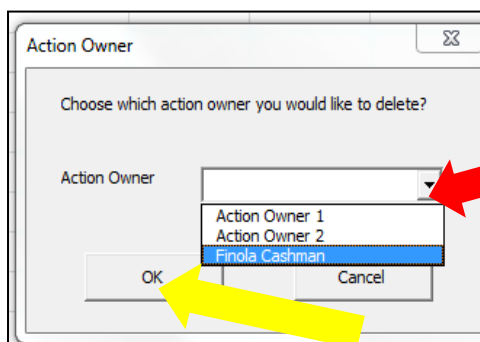 Action Owner
Choose which action owner you would like to delete?
Action Owner
Action Owner 1
Action Owner 2
Finola Cashman
OK Cancel